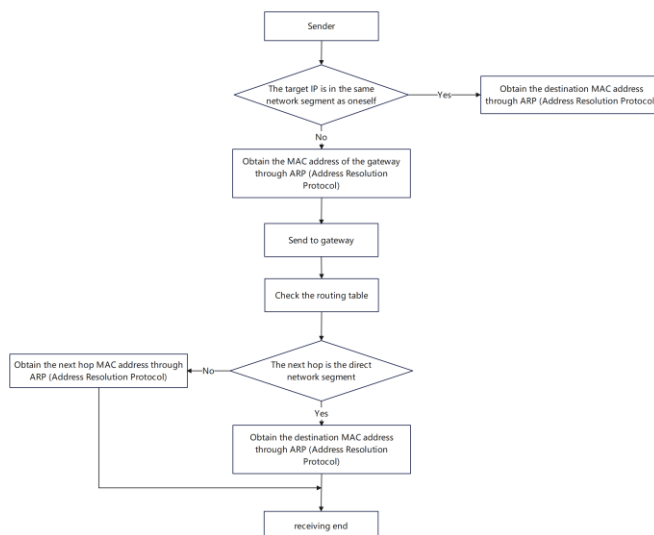 Sender
The target IP is in the same
network segment as oneself
Yes
Obtain the destination MAC address
through ARP (Address Resolution Protocol
No
Obtain the MAC address of the gateway
through ARP (Address Resolution
Protocol)
Send to gateway
Check the routing table
The next hop is the direct
network segment
No
Obtain the next hop MAC address through
ARP (Address Resolution Protocol)
Yes
Obtain the destination MAC address
through ARP (Address Resolution
Protocol)
receiving end